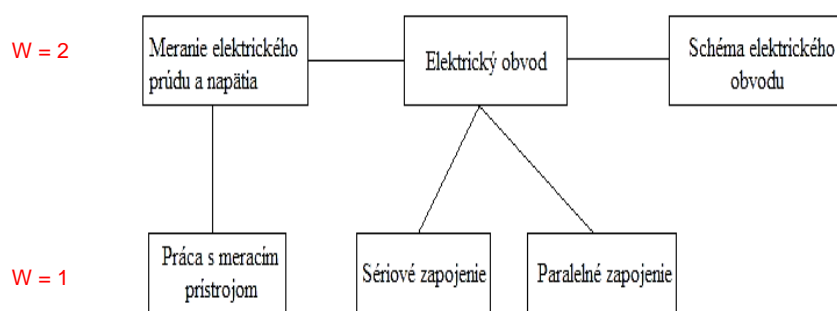 W = 2
Meranie elektrického
prúdu a napätia
Elektrický obvod
Schéma elektrického
obvodu
W = 1
Práca s meracím
prístrojom
Sériové zapojenie
Paralelné zapojenie